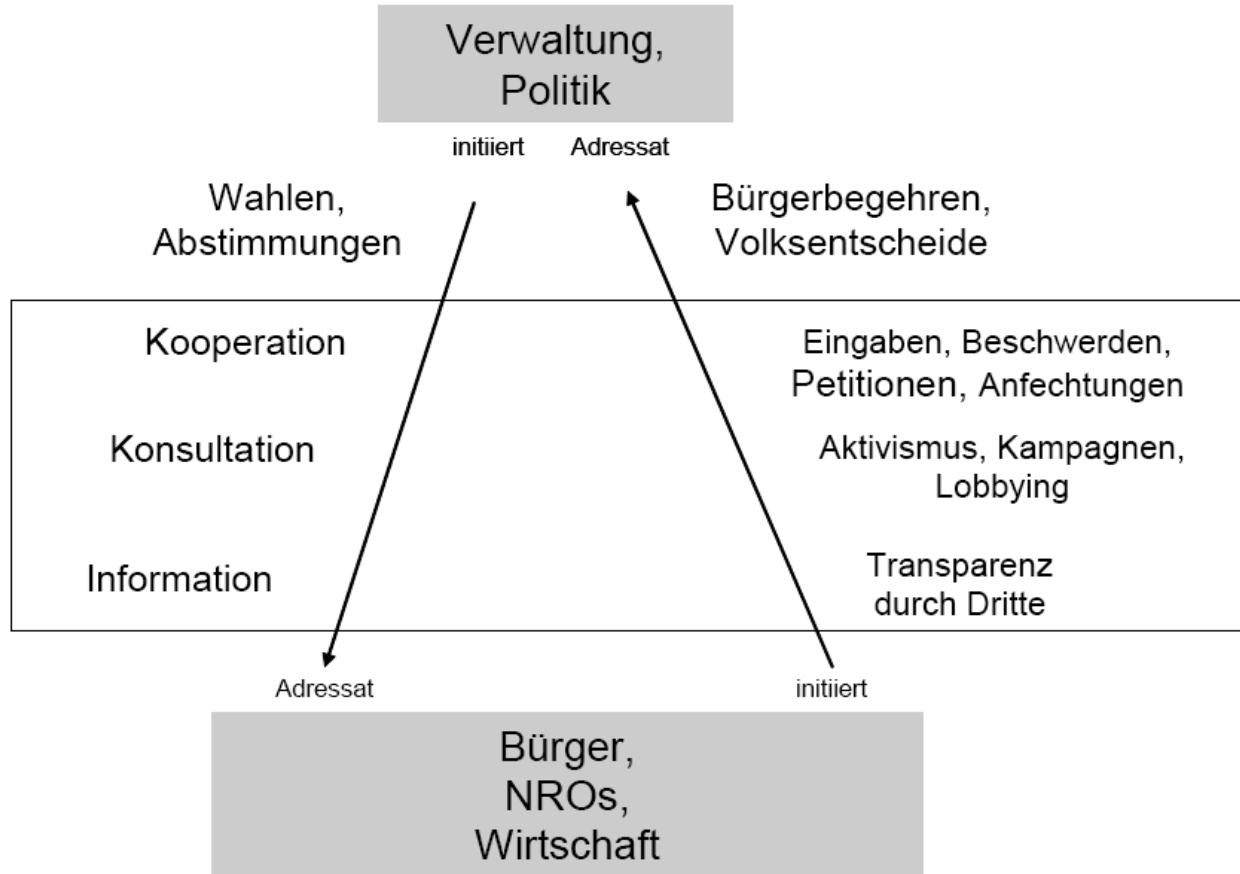 Verwaltung,
Politik
initiiert Adressat
Wahlen,
Abstimmungen
Bürgerbegehren,
Volksentscheide
Kooperation
Eingaben, Beschwerden,
Petitionen, Anfechtungen
Konsultation
Aktivismus, Kampagnen,
Lobbying
Information
Transparenz
durch Dritte
Adressat
initiiert
Bürger,
NROs,
Wirtschaft